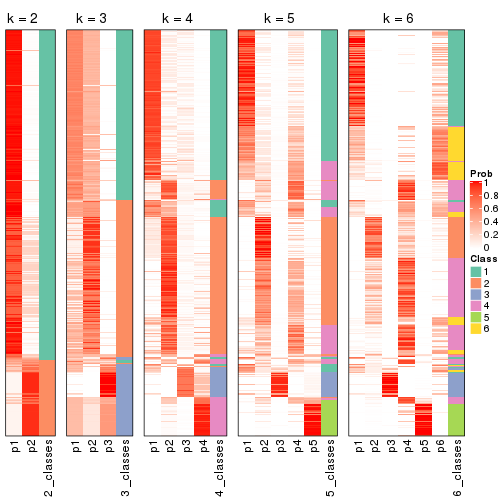 k = 2
k = 3
k = 4
k = 5
k = 6
Prob
1
0.8
0.6
0.4
0.2
0
Class
1
2
3
4
5
6
p1
p2
2_classes
p1
p2
p3
3_classes
p1
p2
p3
p4
4_classes
p1
p2
p3
p4
p5
5_classes
p1
p2
p3
p4
p5
p6
6_classes